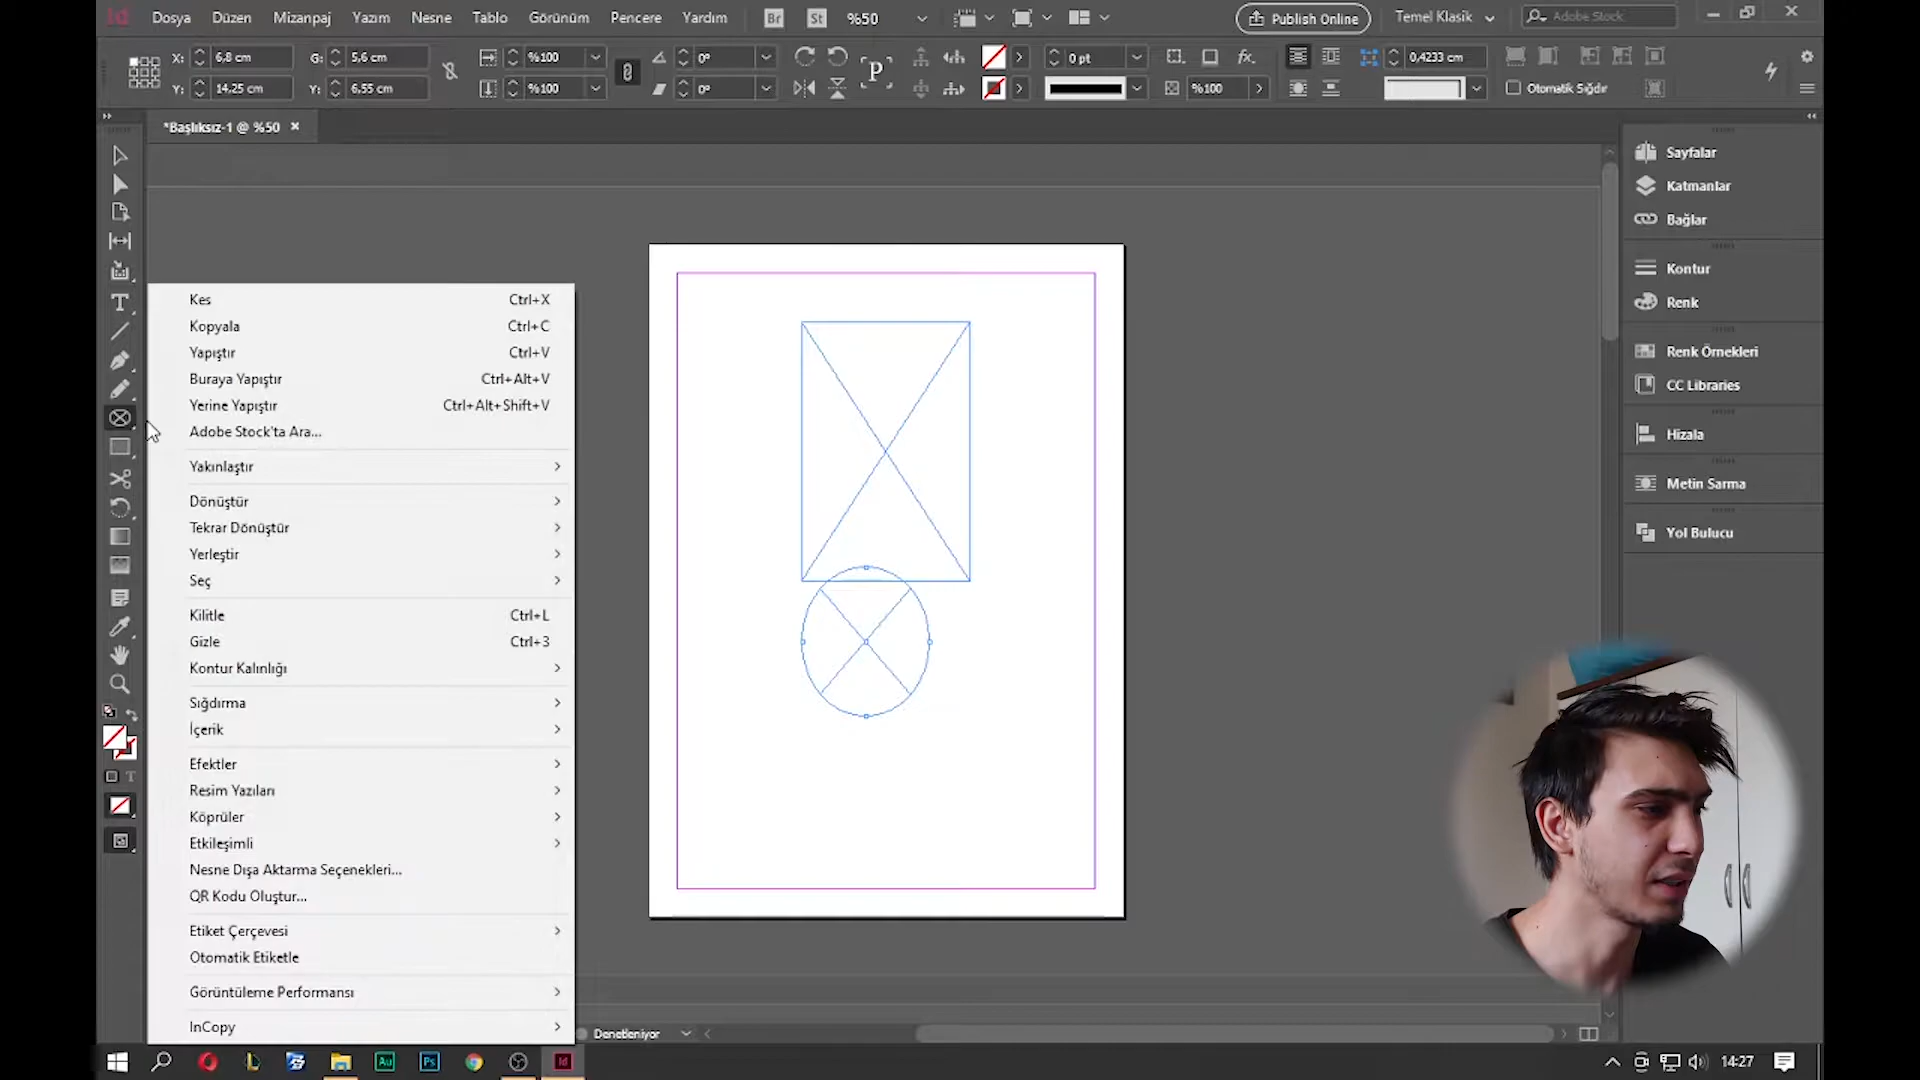 Id Dosya Düzen Mizanpaj Yazım Nesne Tablo Görünüm Pencere Yardım Br St %50 Publish Online Temel Klasik Adobe Stock
X: 6,8 cm G: 5,6 cm %100 0° 0 pt fx. 0,4233 cm
Y: 14,25 cm Y: 6,55 cm %100 0° P %100 Otomatik Sığdır
*Başlıksız-1 @ %50
Kes Ctrl+X
Kopyala Ctrl+C
Yapıştır Ctrl+V
Buraya Yapıştır Ctrl+Alt+V
Yerine Yapıştır Ctrl+Alt+Shift+V
Adobe Stock'ta Ara...
Yakınlaştır
Dönüştür
Tekrar Dönüştür
Yerleştir
Seç
Kilitle Ctrl+L
Gizle Ctrl+3
Kontur Kalınlığı
Sığdırma
İçerik
Efektler
Resim Yazıları
Köprüler
Etkileşimli
Nesne Dışa Aktarma Seçenekleri...
QR Kodu Oluştur...
Etiket Çerçevesi
Otomatik Etiketle
Görüntüleme Performansı
InCopy
Sayfalar
Katmanlar
Bağlar
Kontur
Renk
Renk Örnekleri
CC Libraries
Hizala
Metin Sarma
Yol Bulucu
Denetleniyor
Au Ps Id 14:27